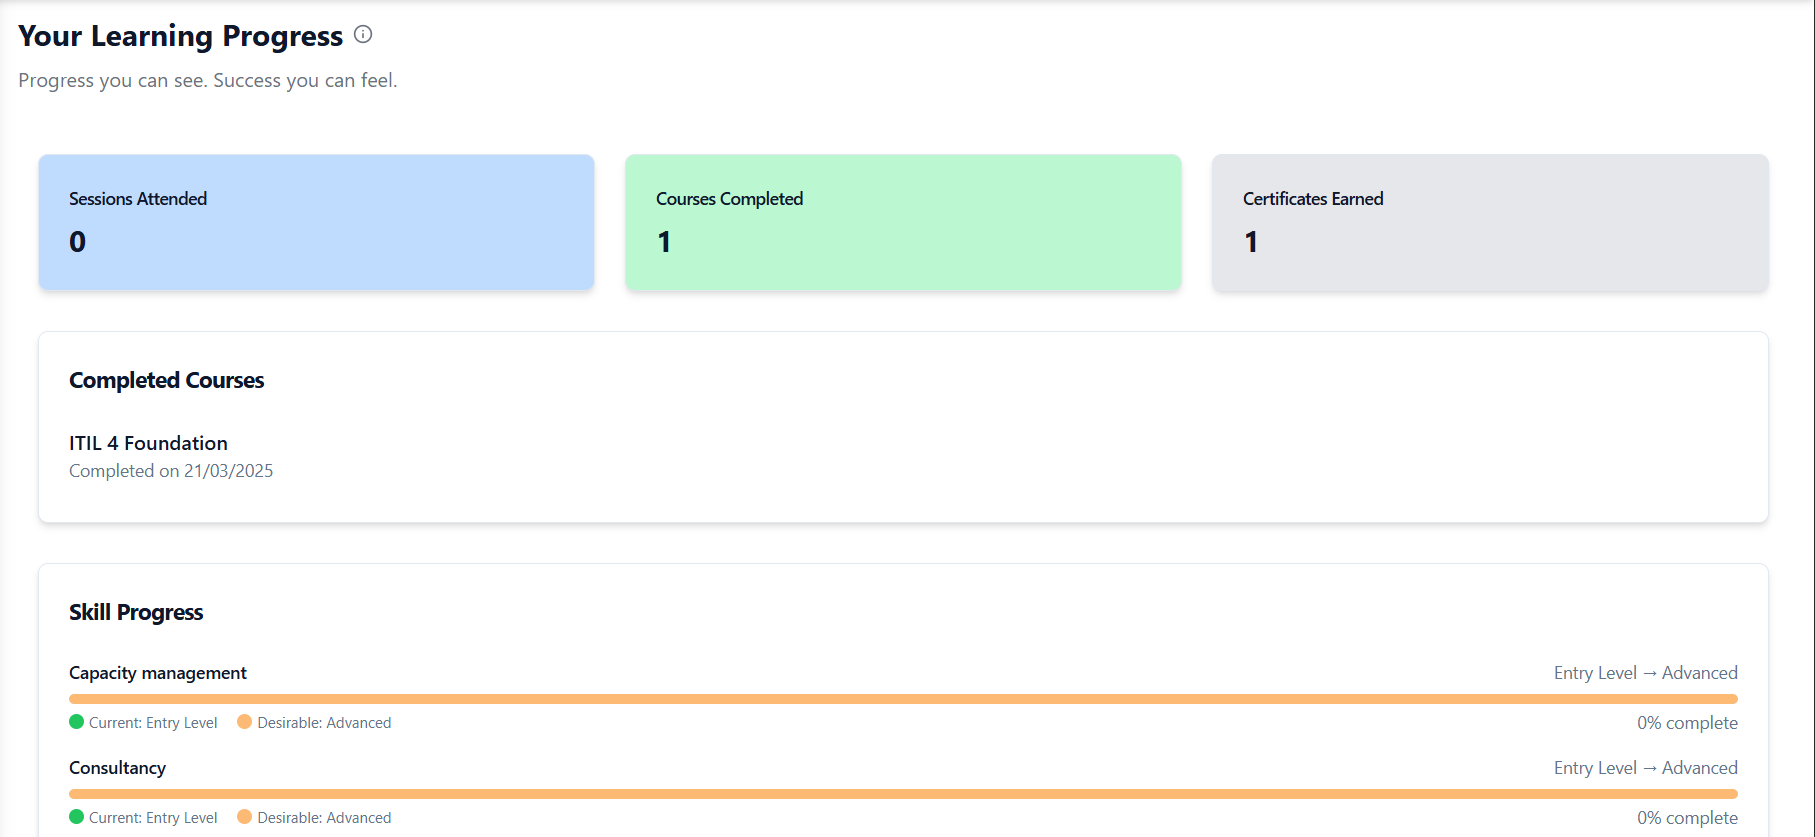 Your Learning Progress
Progress you can see. Success you can feel.
Sessions Attended
0
Courses Completed
1
Certificates Earned
1
Completed Courses
ITIL 4 Foundation
Completed on 21/03/2025
Skill Progress
Capacity management
Entry Level → Advanced
Current: Entry Level
Desirable: Advanced
0% complete
Consultancy
Entry Level → Advanced
Current: Entry Level
Desirable: Advanced
0% complete